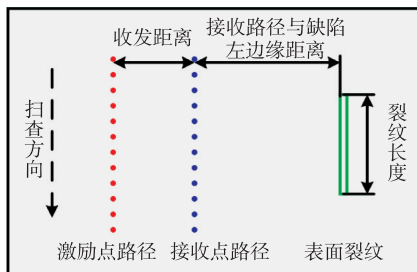 收发距离
接收路径与缺陷
左边缘距离
扫查方向
裂纹长度
激励点路径
接收点路径
表面裂纹